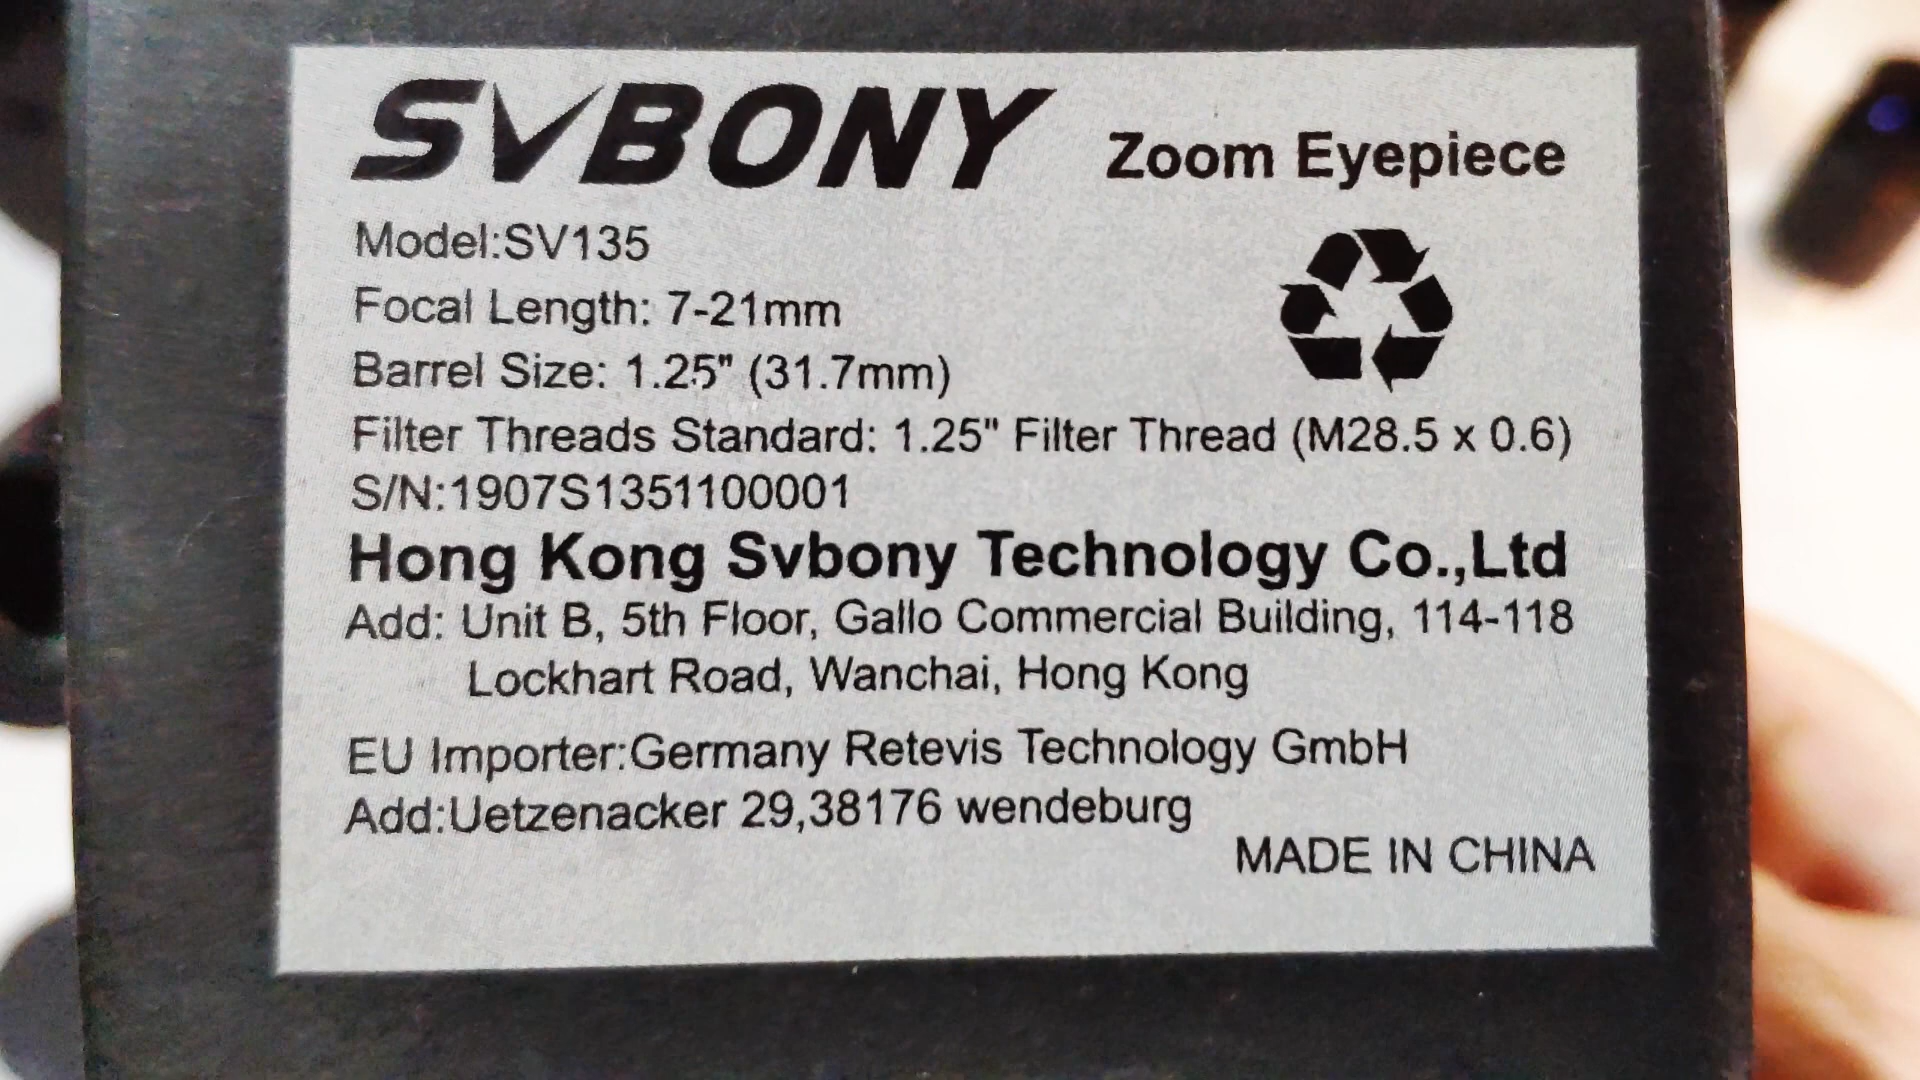 SVBONY Zoom Eyepiece
Model:SV135
Focal Length: 7-21mm
Barrel Size: 1.25" (31.7mm)
Filter Threads Standard: 1.25" Filter Thread (M28.5 x 0.6)
S/N:1907S1351100001
Hong Kong Svbony Technology Co.,Ltd
Add: Unit B, 5th Floor, Gallo Commercial Building, 114-118
Lockhart Road, Wanchai, Hong Kong
EU Importer:Germany Retevis Technology GmbH
Add:Uetzenacker 29,38176 wendeburg
MADE IN CHINA